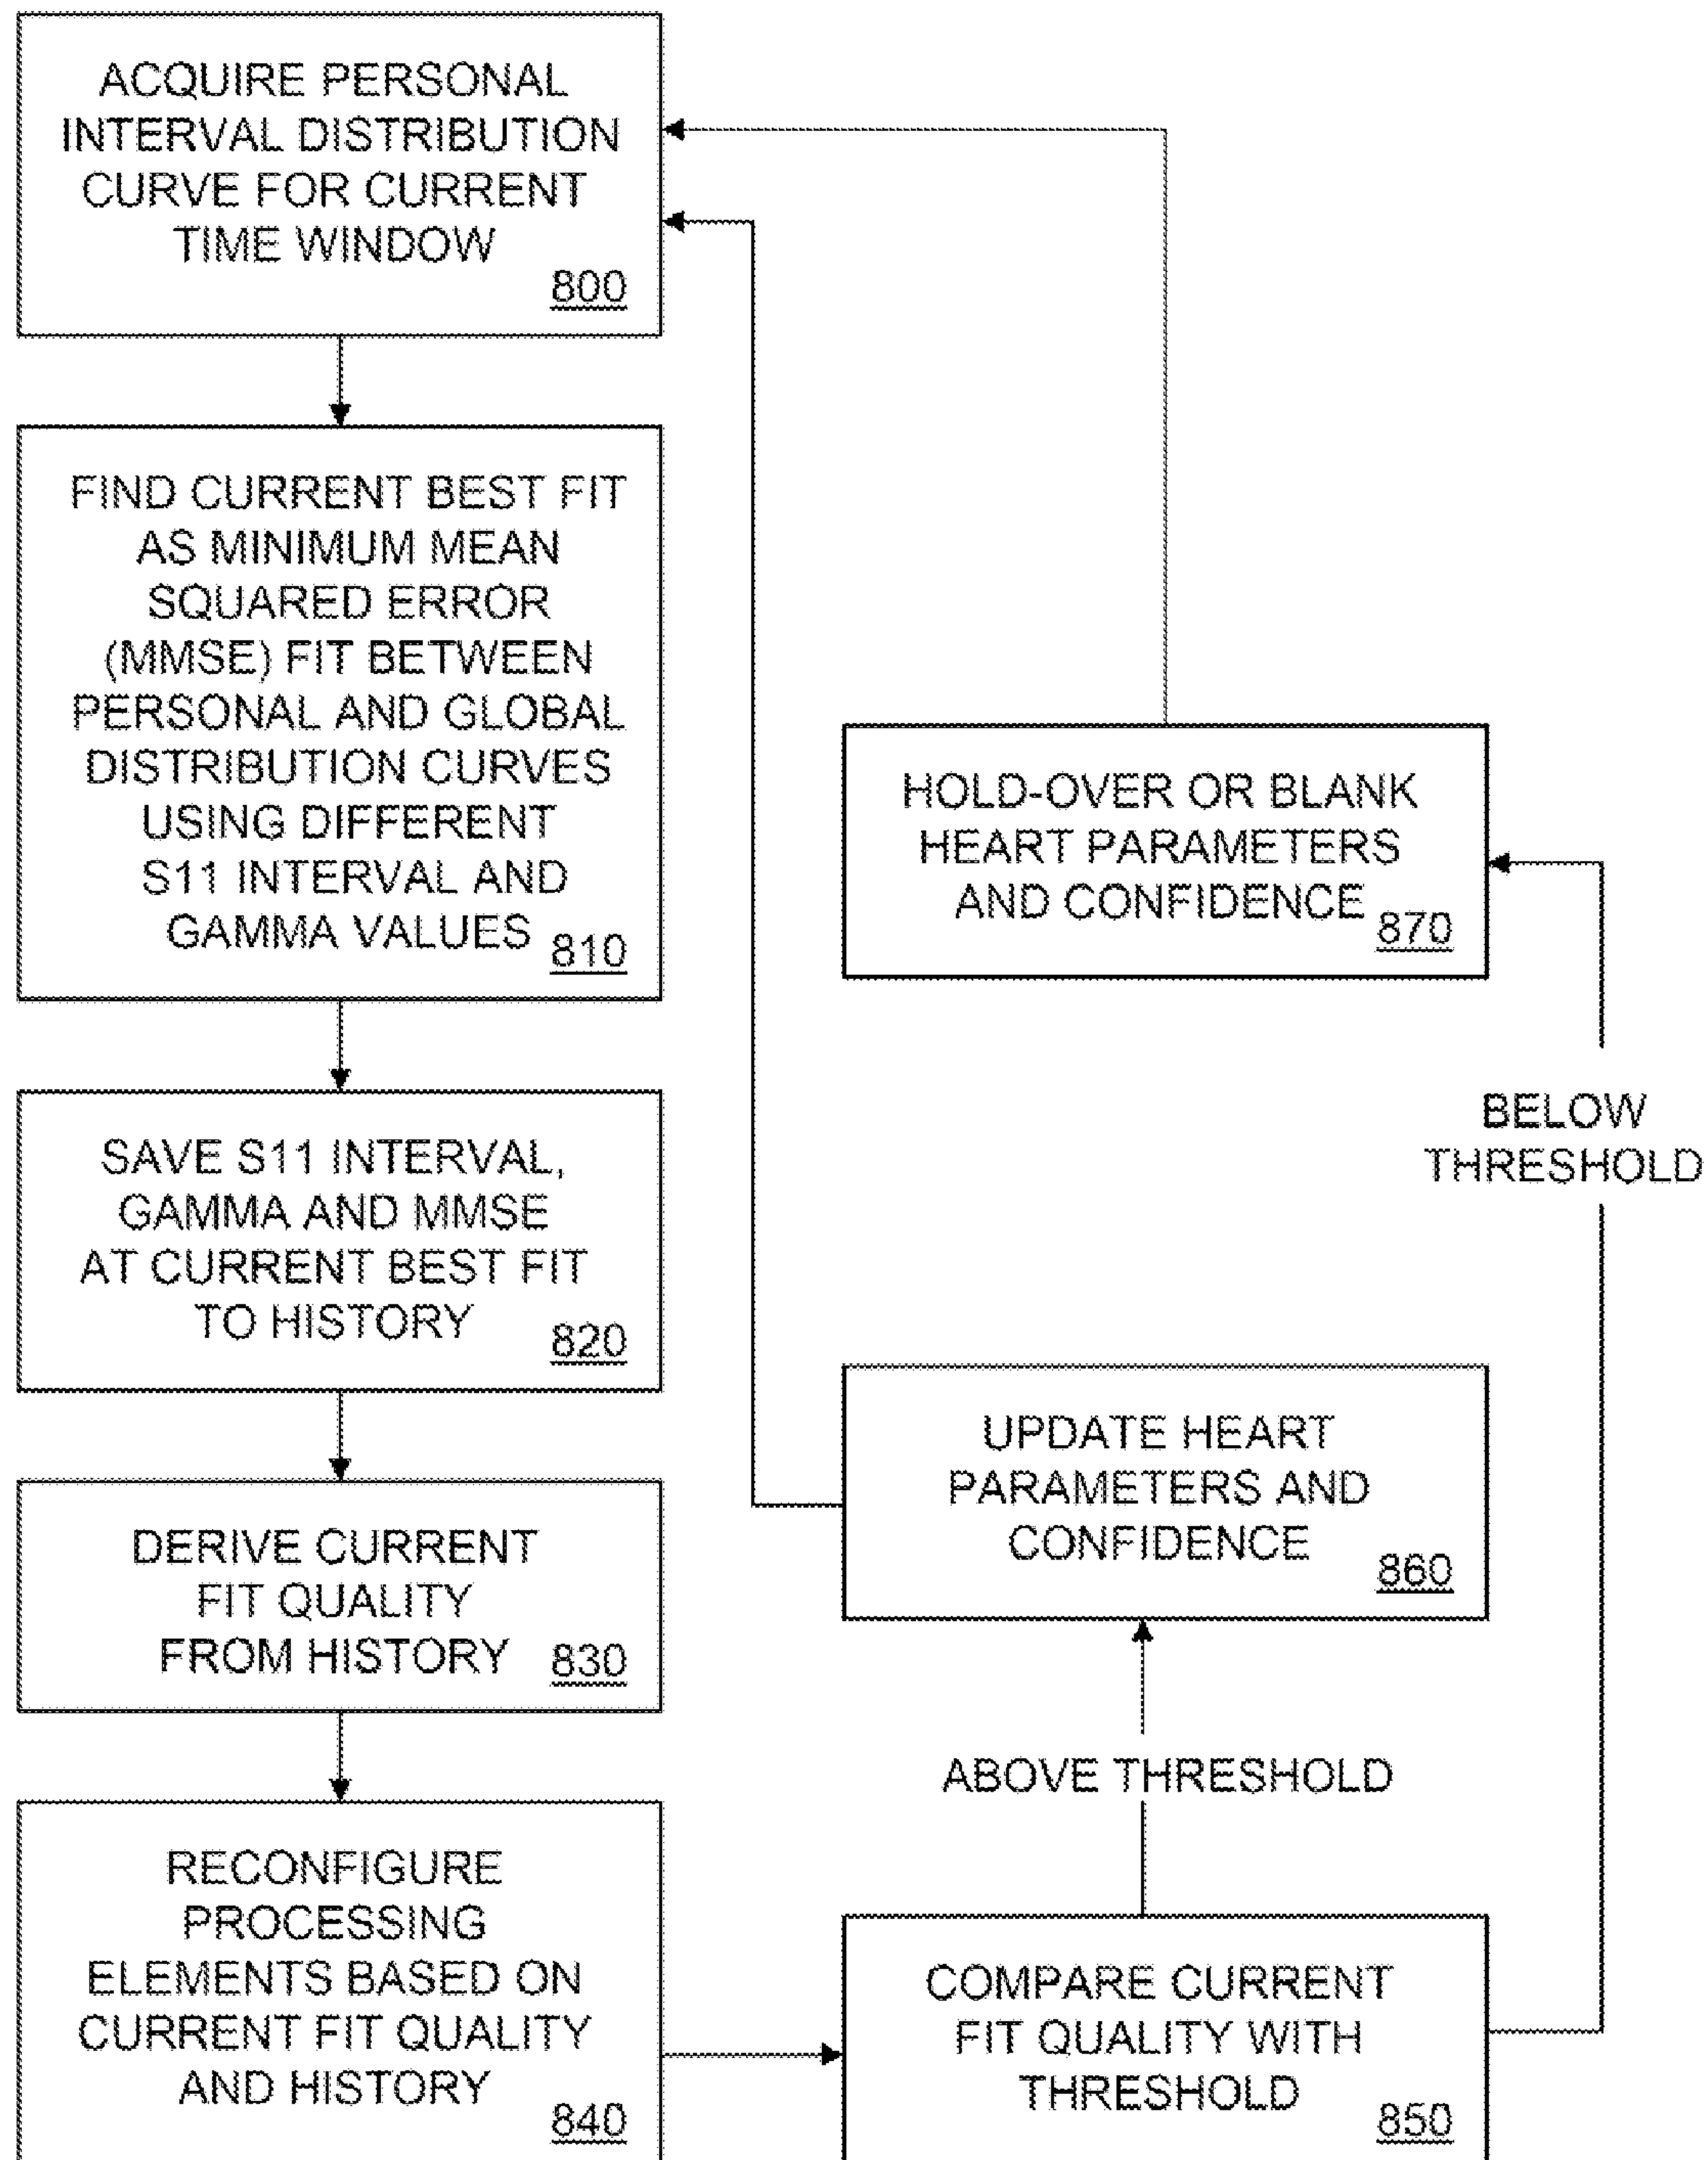 ACQUIRE PERSONAL
INTERVAL DISTRIBUTION
CURVE FOR CURRENT
TIME WINDOW
800
FIND CURRENT BEST FIT
AS MINIMUM MEAN
SQUARED ERROR
(MMSE) FIT BETWEEN
PERSONAL AND GLOBAL
DISTRIBUTION CURVES
USING DIFFERENT
S11 INTERVAL AND
GAMMA VALUES
810
SAVE S11 INTERVAL,
GAMMA AND MMSE
AT CURRENT BEST FIT
TO HISTORY
820
DERIVE CURRENT
FIT QUALITY
FROM HISTORY
830
RECONFIGURE
PROCESSING
ELEMENTS BASED ON
CURRENT FIT QUALITY
AND HISTORY
840
COMPARE CURRENT
FIT QUALITY WITH
THRESHOLD
850
ABOVE THRESHOLD
UPDATE HEART
PARAMETERS AND
CONFIDENCE
860
BELOW
THRESHOLD
HOLD-OVER OR BLANK
HEART PARAMETERS
AND CONFIDENCE
870